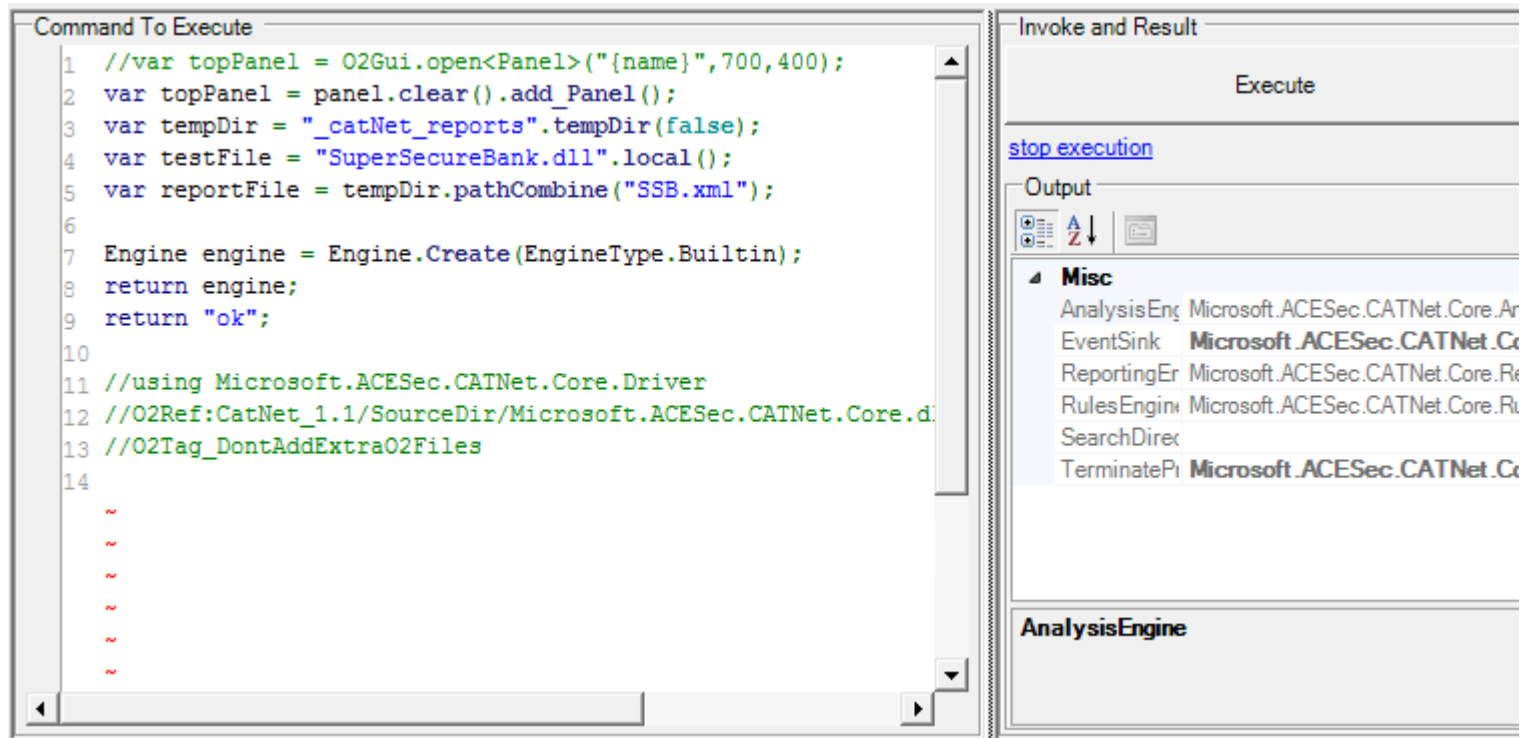 Command To Execute
1 //var topPanel = O2Gui.open<Panel>("{name}",700,400);
2 var topPanel = panel.clear().add_Panel();
3 var tempDir = "_catNet_reports".tempDir(false);
4 var testFile = "SuperSecureBank.dll".local();
5 var reportFile = tempDir.pathCombine("SSB.xml");
6
7 Engine engine = Engine.Create(EngineType.Builtin);
8 return engine;
9 return "ok";
10
11 //using Microsoft.ACESec.CATNet.Core.Driver
12 //O2Ref:CatNet_1.1/SourceDir/Microsoft.ACESec.CATNet.Core.d
13 //O2Tag_DontAddExtraO2Files
14
~
~
~
~
~
~
Invoke and Result
Execute
stop execution
Output
Misc
AnalysisEng Microsoft.ACESec.CATNet.Core.An
EventSink Microsoft.ACESec.CATNet.Co
ReportingEr Microsoft.ACESec.CATNet.Core.Re
RulesEngine Microsoft.ACESec.CATNet.Core.Ru
SearchDirec
TerminatePr Microsoft.ACESec.CATNet.Co
AnalysisEngine